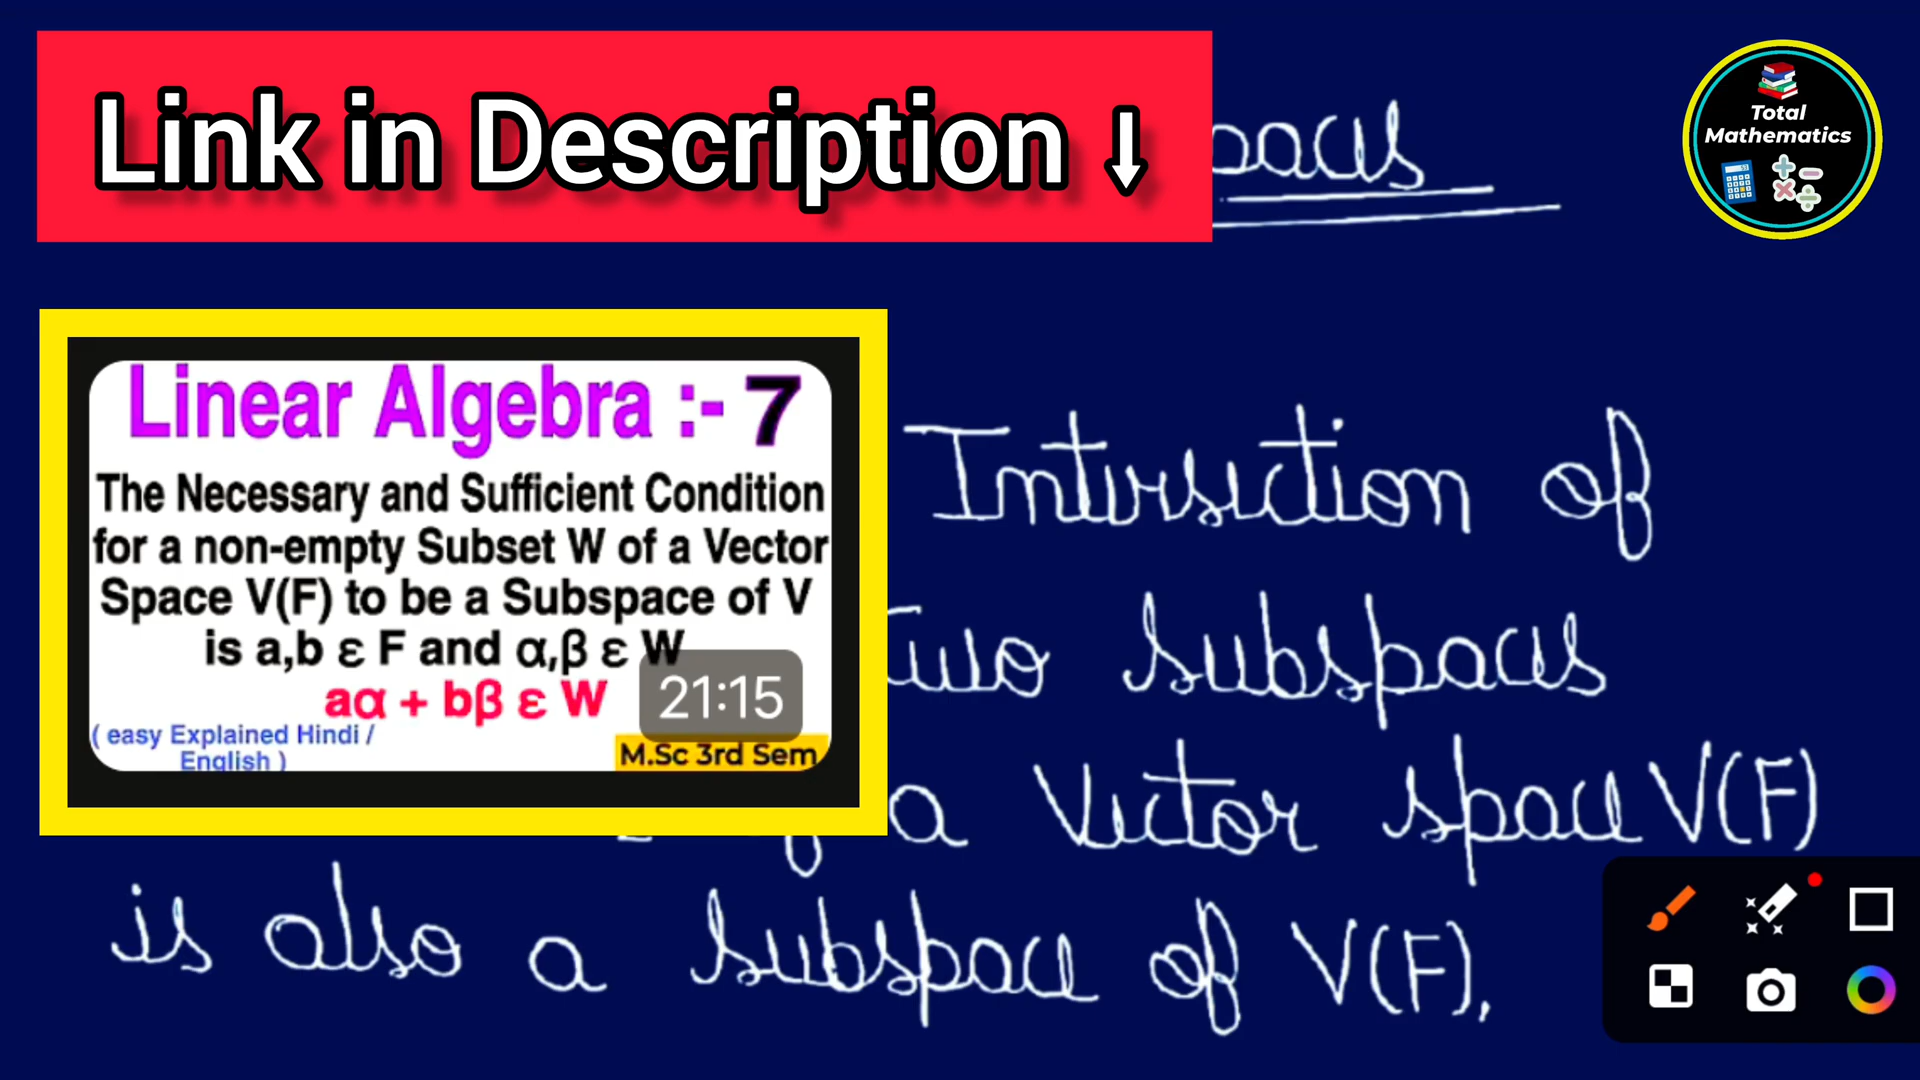 Link in Description ↓
Total
Mathematics
Linear Algebra :- 7
The Necessary and Sufficient Condition
for a non-empty Subset W of a Vector
Space V(F) to be a Subspace of V
is a,b ε F and α,β ε W
aα + bβ ε W
21:15
( easy Explained Hindi /
English )
M.Sc 3rd Sem
Intersection of
Two subspaces
a Vector space V(F)
is also a subspace of V(F).